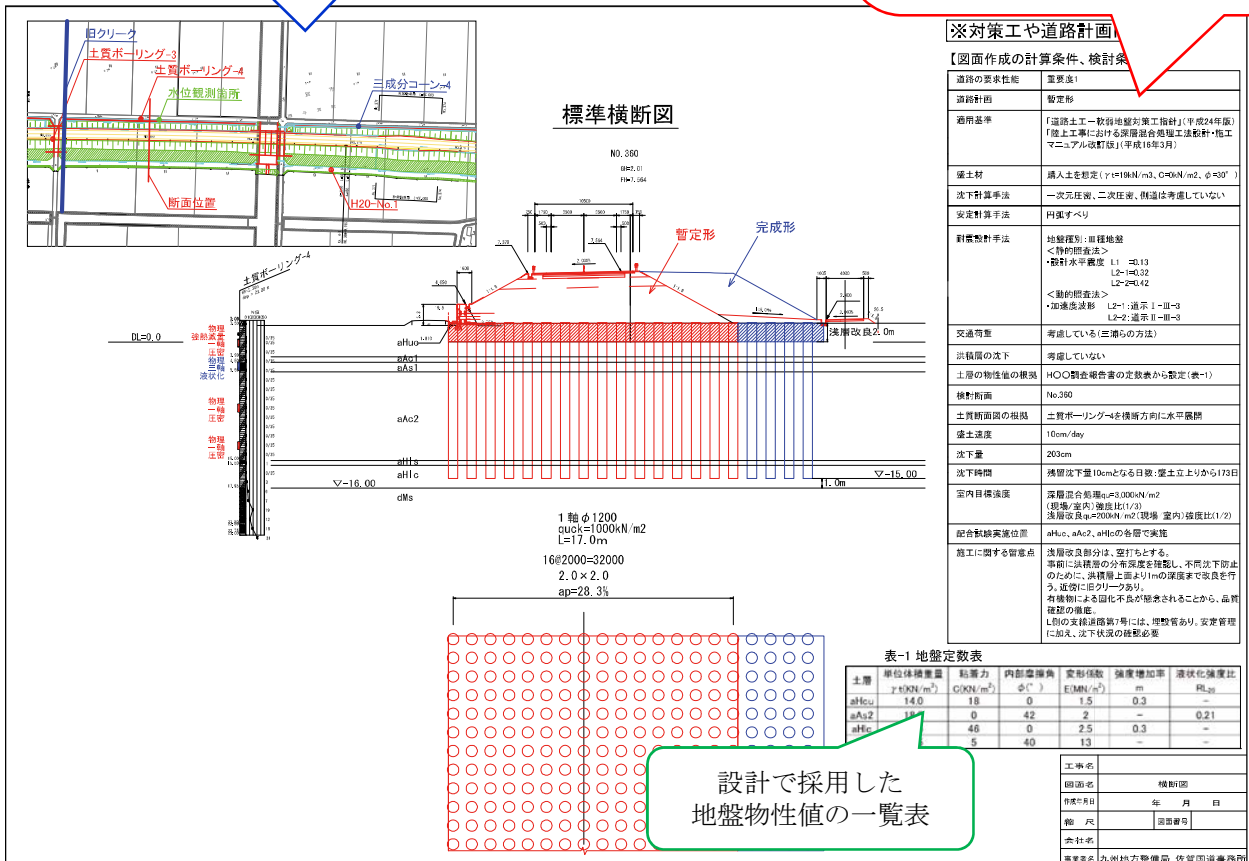 旧クリーク
土質ボーリング-3
土質ボーリング-4
水位観測箇所
三成分コーン-4
断面位置
H20-No.1
標準横断図
NO.360
GH=2.01
FH=7.564
10500
暫定形
完成形
土質ボーリング-4
DL=0.0
物理
強熱減量
一軸
圧密
物理
三軸
液状化
物理
一軸
圧密
物理
一軸
圧密
aHuc
aAc1
aAs1
aAc2
aHls
aHlc
dMs
浅層改良2.0m
▽-16.00
▽-15.00
1.0m
1軸φ1200
quck=1000kN/m2
L=17.0m
16@2000=32000
2.0×2.0
ap=28.3%
※対策工や道路計画
【図面作成の計算条件、検討条
道路の要求性能 重要度1
道路計画 暫定形
適用基準 「道路土工－軟弱地盤対策工指針」(平成24年版)
「陸上工事における深層混合処理工法設計・施工
マニュアル改訂版」(平成16年3月)
盛土材 購入土を想定(γt=19kN/m3、C=0kN/m2、φ=30°)
沈下計算手法 一次元圧密、二次圧密、側道は考慮していない
安定計算手法 円弧すべり
耐震設計手法 地盤種別:Ⅲ種地盤
＜静的照査法＞
・設計水平震度 L1 =0.13
L2-1=0.32
L2-2=0.42
＜動的照査法＞
・加速度波形 L2-1:道示Ⅰ-Ⅲ-3
L2-2:道示Ⅱ-Ⅲ-3
交通荷重 考慮している(三浦らの方法)
洪積層の沈下 考慮していない
土層の物性値の根拠 H〇〇調査報告書の定数表から設定(表-1)
検討断面 No.360
土質断面図の根拠 土質ボーリング-4を横断方向に水平展開
盛土速度 10cm/day
沈下量 203cm
沈下時間 残留沈下量10cmとなる日数:盛土立上りから173日
室内目標強度 深層混合処理qu=3,000kN/m2
(現場/室内)強度比(1/3)
浅層改良qu=200kN/m2(現場/室内)強度比(1/2)
配合試験実施位置 aHuc、aAc2、aHlcの各層で実施
施工に関する留意点 浅層改良部分は、空打ちとする。
事前に洪積層の分布深度を確認し、不同沈下防止
のために、洪積層上面より1mの深度まで改良を行
う。近傍に旧クリークあり。
有機物による固化不良が懸念されることから、品質
確認の徹底。
L側の支線道路第7号には、埋設管あり。安定管理
に加え、沈下状況の確認必要
表-1 地盤定数表
土層 単位体積重量 粘着力 内部摩擦角 変形係数 強度増加率 液状化強度比
γt(KN/m³) C(KN/m²) φ(°) E(MN/m²) m RL₂₀
aHcu 14.0 18 0 1.5 0.3 -
aAs2 0 42 2 - 0.21
aHlc 46 0 2.5 0.3 -
5 40 13 - -
設計で採用した
地盤物性値の一覧表
工事名
図面名 横断図
作成年月日 年 月 日
縮尺 図面番号
会社名
事業者名 九州地方整備局 佐賀国道事務所